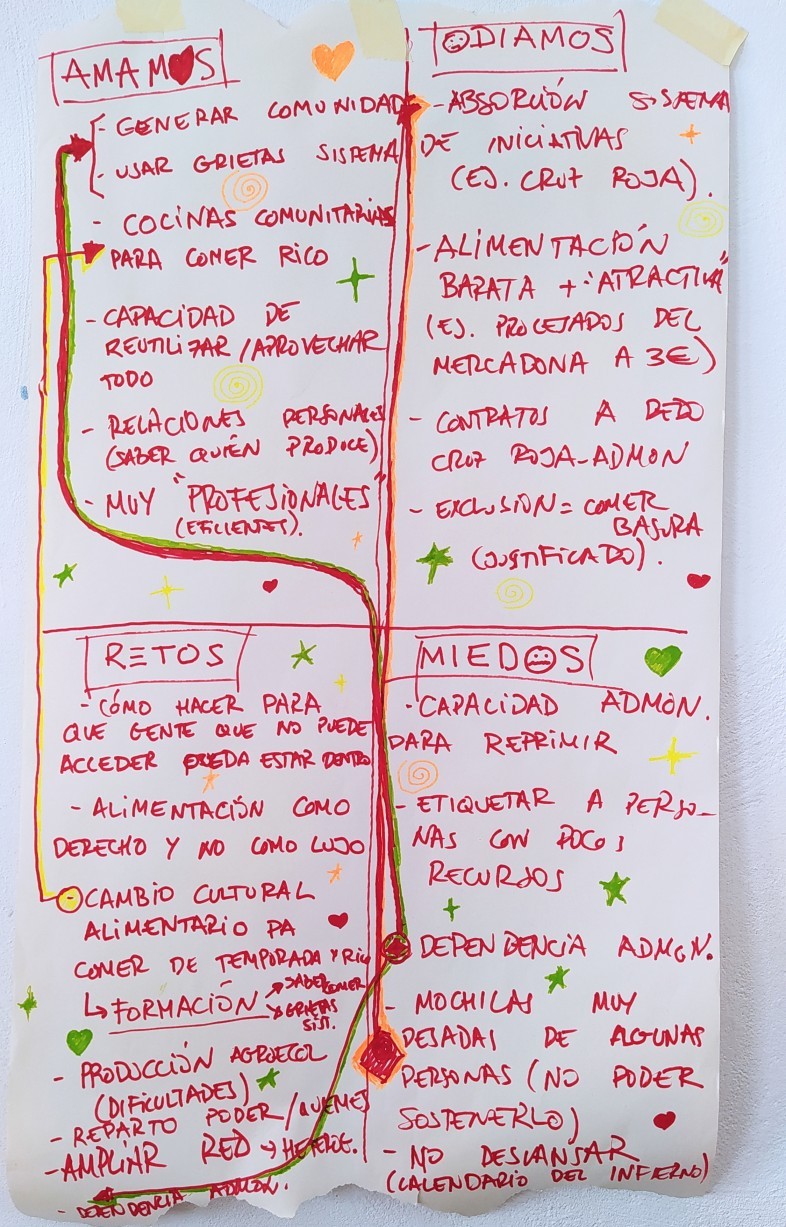 AMAMOS
- GENERAR COMUNIDAD
- USAR GRIETAS SISTEMA
- COCINAS COMUNITARIAS
PARA COMER RICO
- CAPACIDAD DE
REUTILIZAR/APROVECHAR
TODO
- RELACIONES PERSONALES
(SABER QUIÉN PRODUCE)
- MUY "PROFESIONALES"
(EFICIENTES).
ODIAMOS
- ABSORCIÓN SISTEMA
DE INICIATIVAS
(EJ. CRUZ ROJA).
- ALIMENTACIÓN
BARATA + "ATRACTIVA"
(EJ. PROCESADOS DEL
MERCADONA A 3€)
- CONTRATOS A DEDO
CRUZ ROJA-ADMON
- EXCLUSIÓN = COMER
BASURA
(JUSTIFICADO).
RETOS
- CÓMO HACER PARA
QUE GENTE QUE NO PUEDE
ACCEDER PUEDA ESTAR DENTRO
- ALIMENTACIÓN COMO
DERECHO Y NO COMO LUJO
- CAMBIO CULTURAL
ALIMENTARIO PA
COMER DE TEMPORADA Y RICO
↳ FORMACIÓN → SABER COMER
↘ GRIETAS SIST.
- PRODUCCIÓN AGROECOL
(DIFICULTADES)
- REPARTO PODER/QUEMES
- AMPLIAR RED → HETEROG.
- DEPENDENCIA ADMON.
MIEDOS
- CAPACIDAD ADMON.
PARA REPRIMIR
- ETIQUETAR A PERSO-
NAS CON POCOS
RECURSOS
DEPENDENCIA ADMON.
- MOCHILAS MUY
PESADAS DE ALGUNAS
PERSONAS (NO PODER
SOSTENERLO)
- NO DESCANSAR
(CALENDARIO DEL INFIERNO)